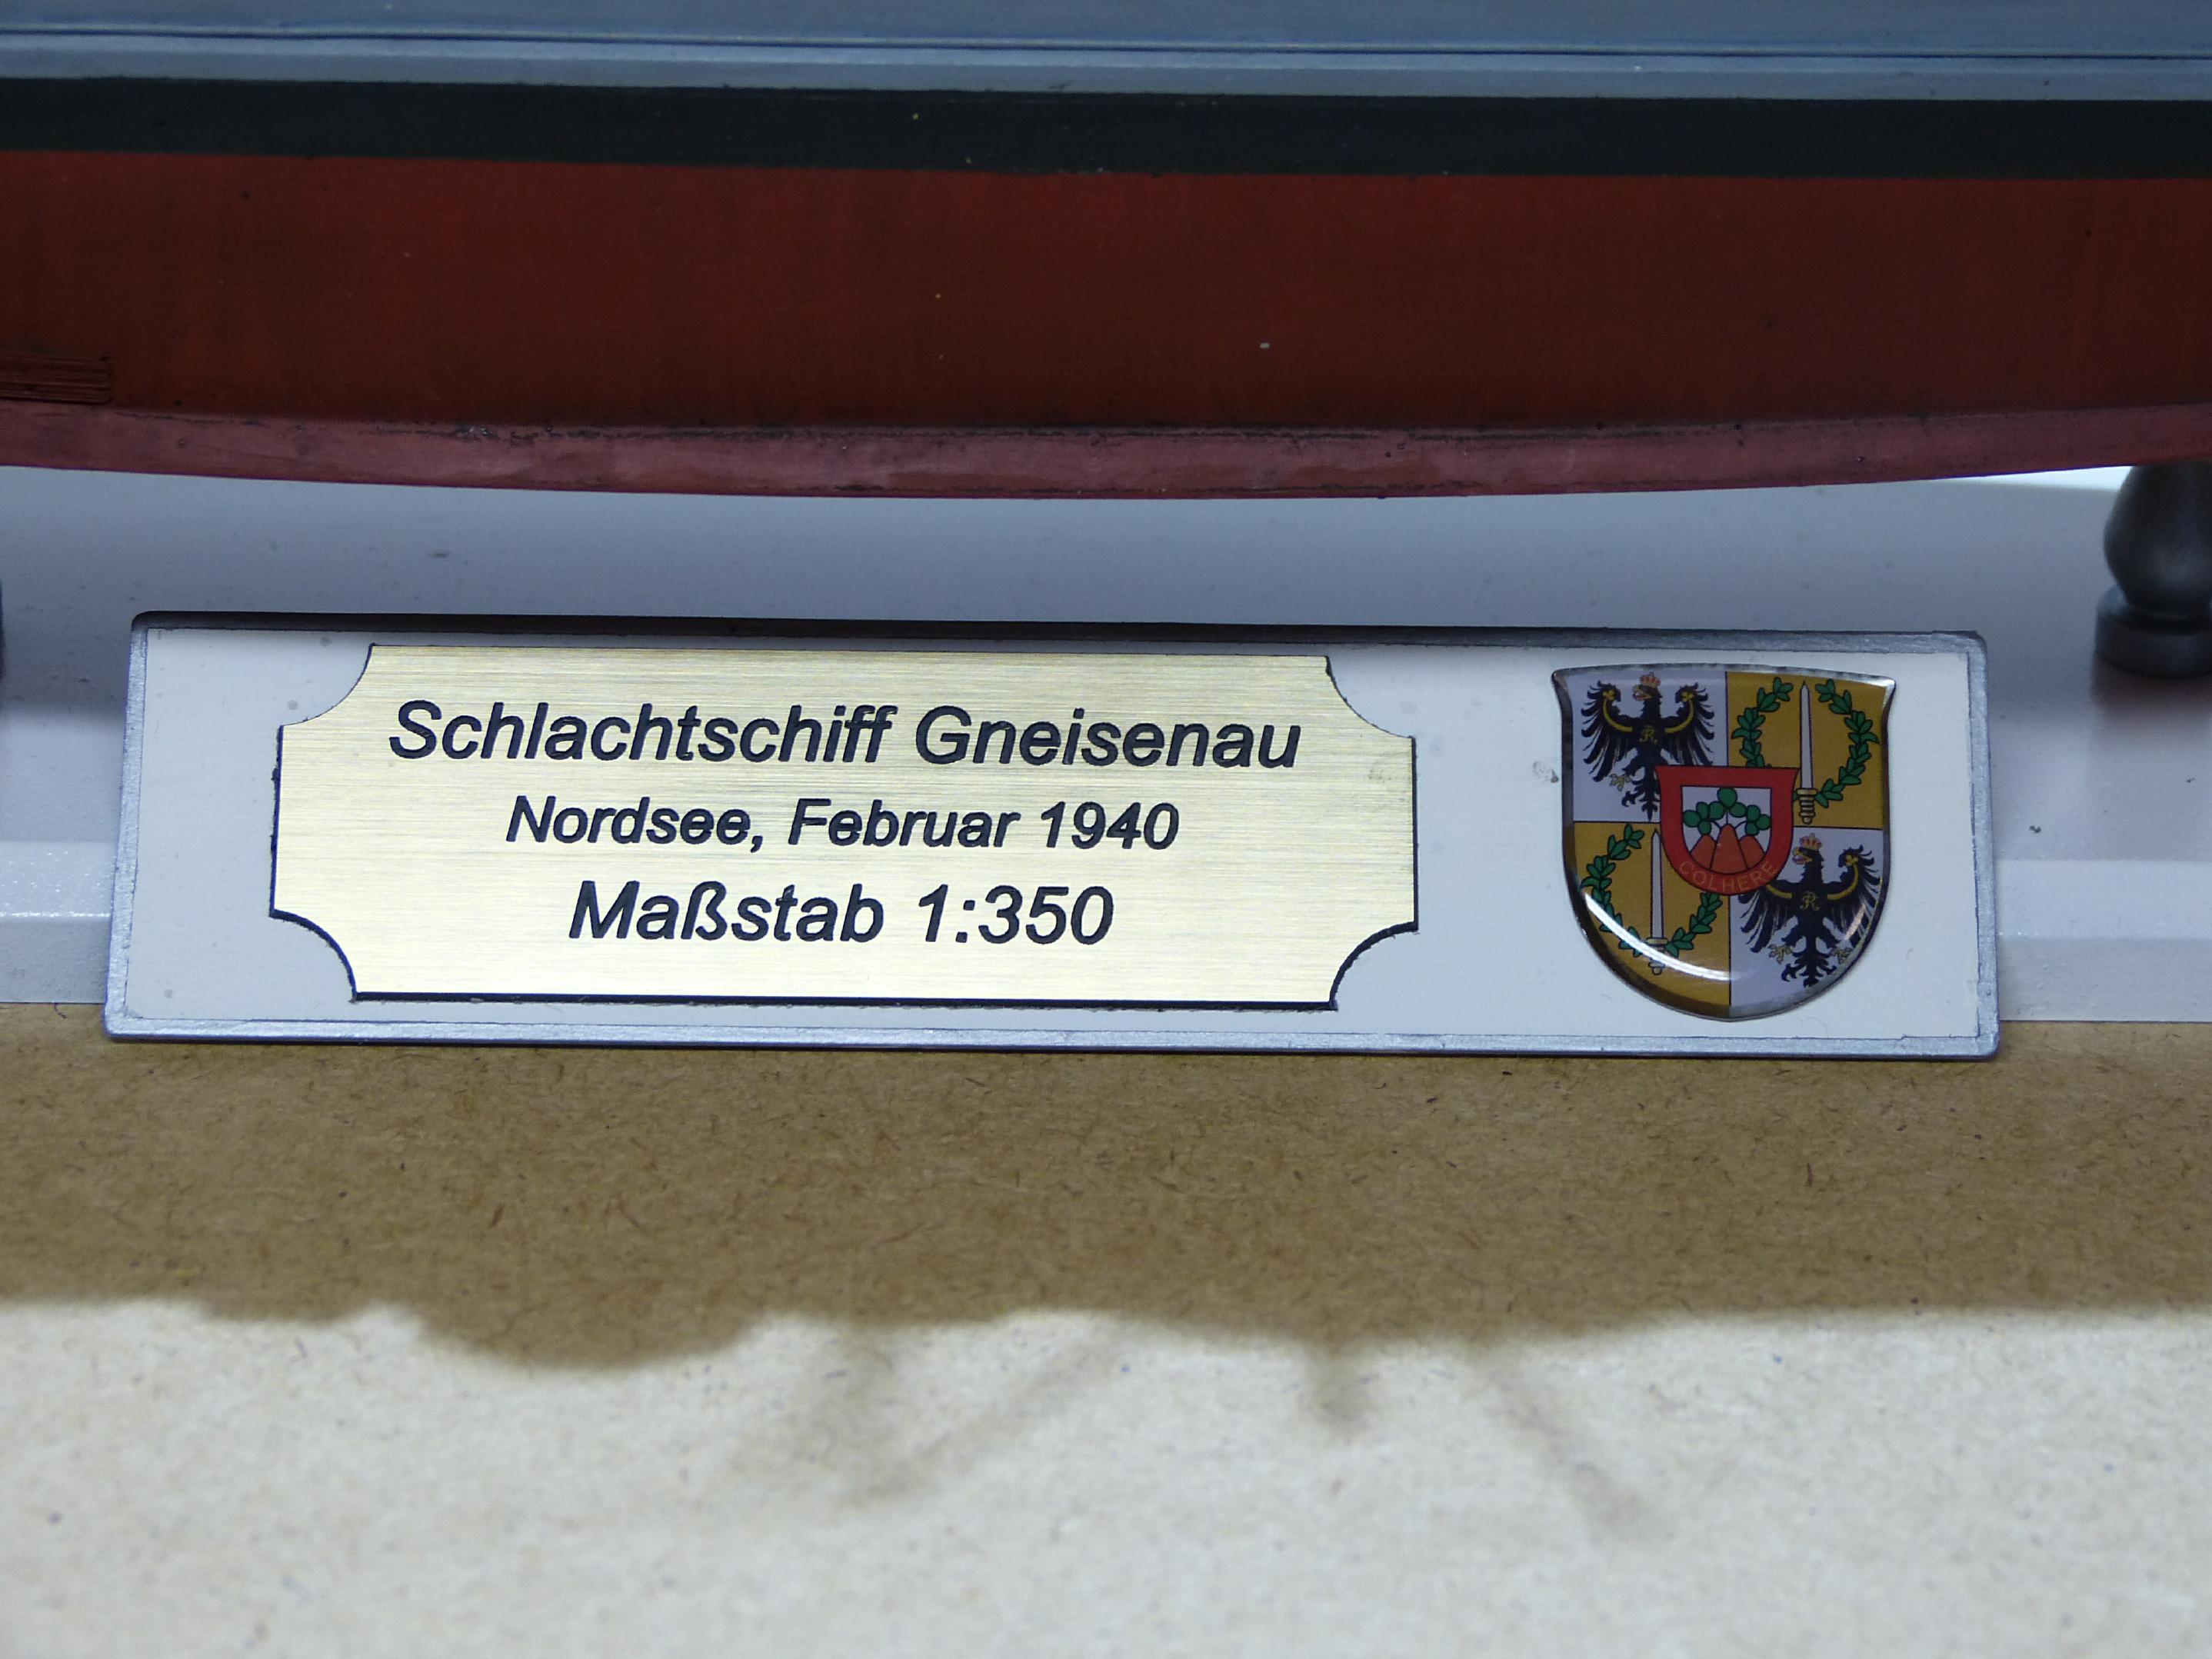 Schlachtschiff Gneisenau
Nordsee, Februar 1940
Maßstab 1:350
COLHERE